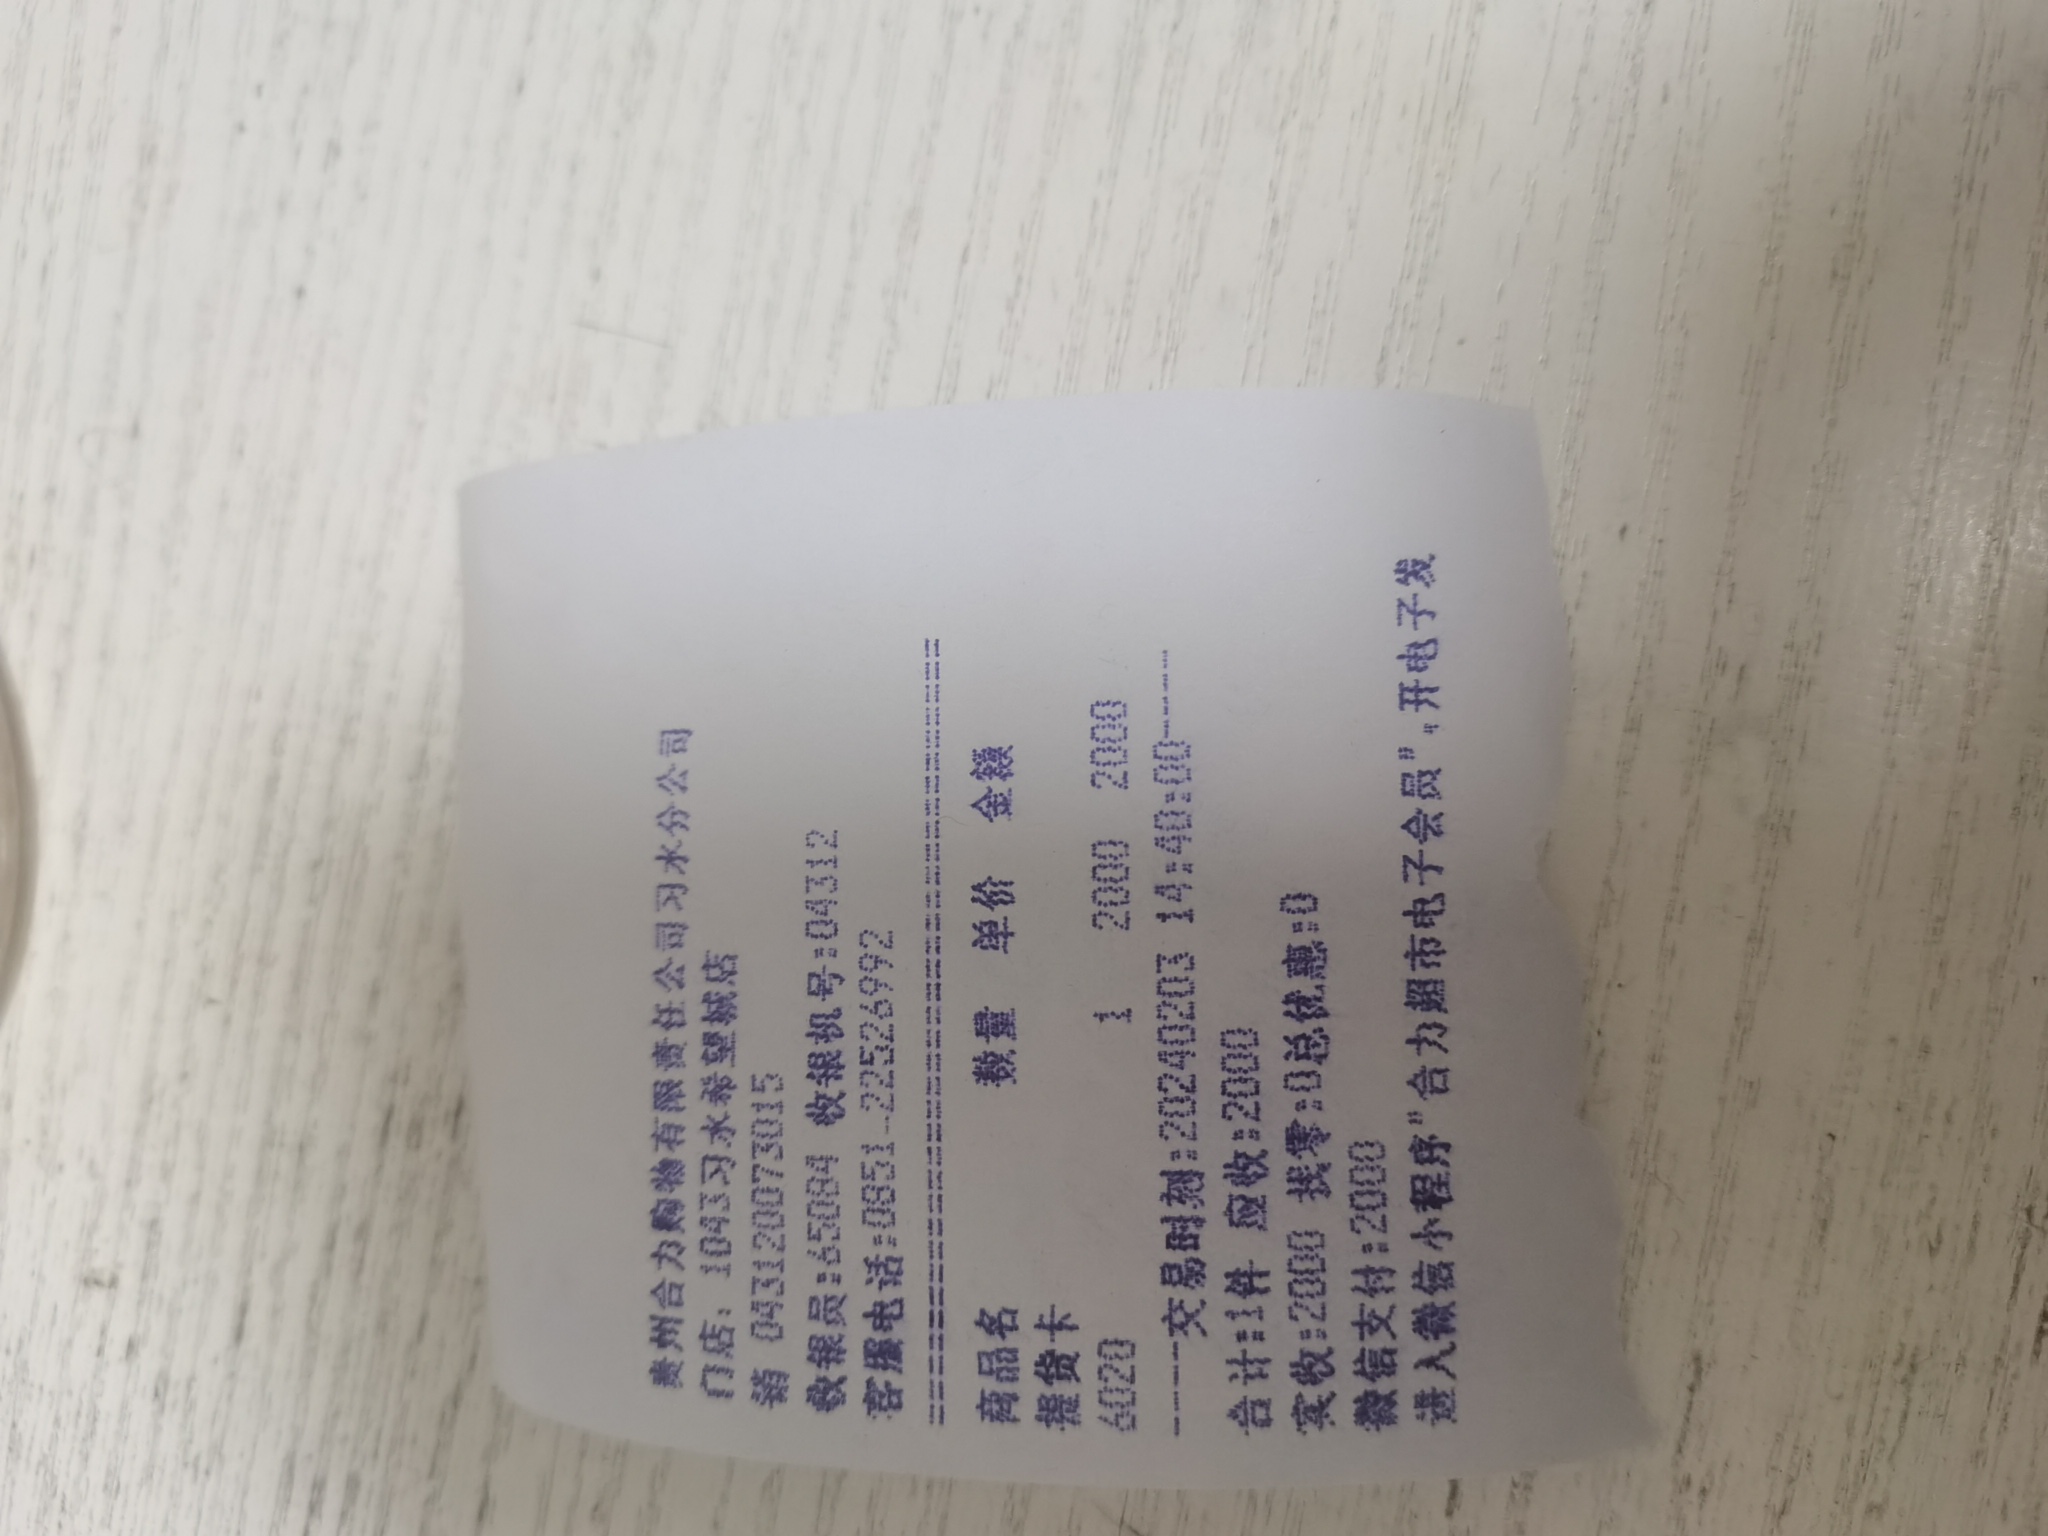 贵州合力购物有限责任公司习水分公司
门店: 1043习水希望城店
销 043120073015
收银员:65084 收银机号:04312
客服电话:0851-22526992
================================
商品名 数量 单价 金额
提货卡
6020 1 2000 2000
----交易时刻:20240203 14:40:00----
合计:1件 应收:2000
实收:2000 找零:0总优惠:0
微信支付:2000
进入微信小程序"合力超市电子会员",开电子发